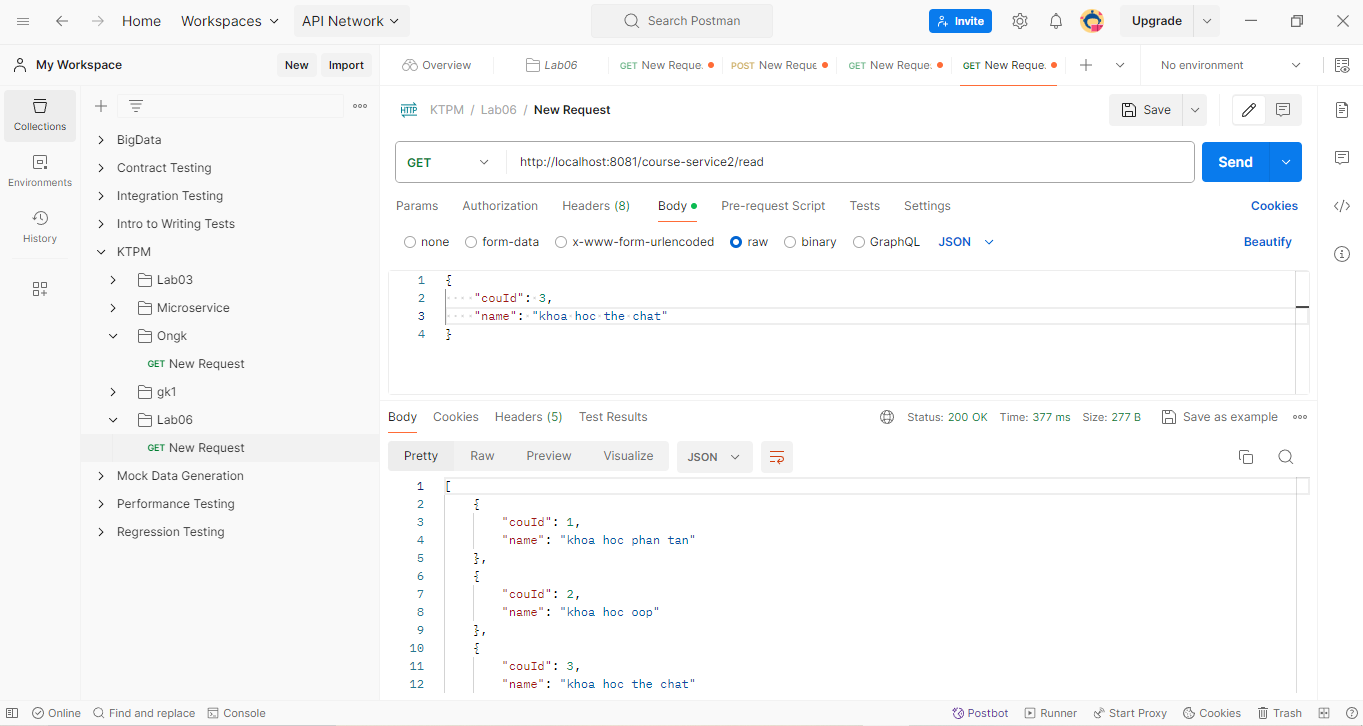 Home Workspaces API Network Search Postman Invite Upgrade
My Workspace New Import Overview Lab06 GET New Reque. POST New Reque GET New Reque. GET New Reque. No environment
KTPM / Lab06 / New Request Save
GET http://localhost:8081/course-service2/read Send
Params Authorization Headers (8) Body Pre-request Script Tests Settings Cookies
none form-data x-www-form-urlencoded raw binary GraphQL JSON Beautify
1 {
2 "couId": 3,
3 "name": "khoa hoc the chat"
4 }
Collections
Environments
History
BigData
Contract Testing
Integration Testing
Intro to Writing Tests
KTPM
Lab03
Microservice
Ongk
GET New Request
gk1
Lab06
GET New Request
Mock Data Generation
Performance Testing
Regression Testing
Body Cookies Headers (5) Test Results Status: 200 OK Time: 377 ms Size: 277 B Save as example
Pretty Raw Preview Visualize JSON
1 [
2 {
3 "couId": 1,
4 "name": "khoa hoc phan tan"
5 },
6 {
7 "couId": 2,
8 "name": "khoa hoc oop"
9 },
10 {
11 "couId": 3,
12 "name": "khoa hoc the chat"
Online Find and replace Console Postbot Runner Start Proxy Cookies Trash